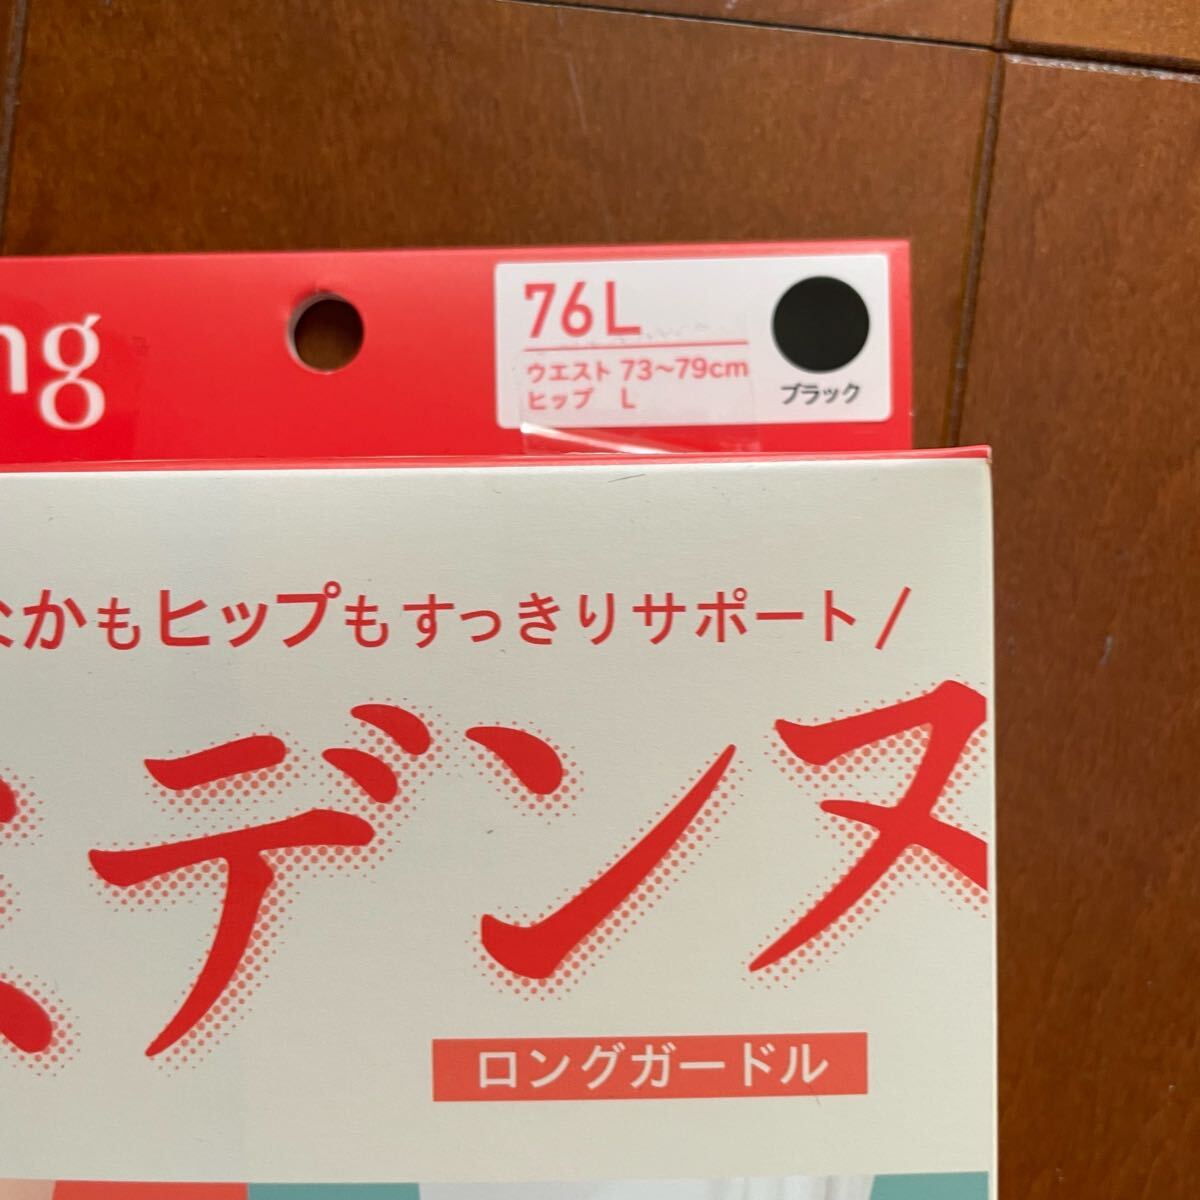 ng
76L
ウエスト 73～79cm
ヒップ L
ブラック
なかもヒップもすっきりサポート/
デンヌ
ロングガードル